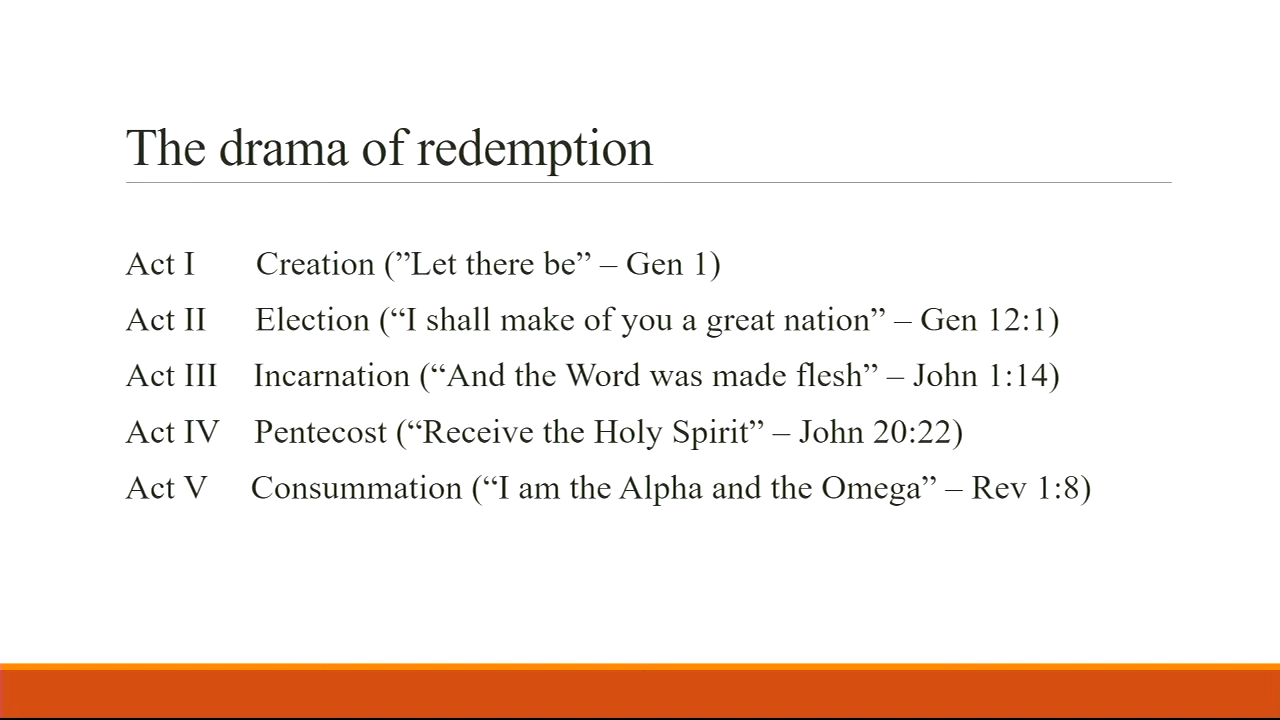 The drama of redemption
Act I Creation (”Let there be” – Gen 1)
Act II Election (“I shall make of you a great nation” – Gen 12:1)
Act III Incarnation (“And the Word was made flesh” – John 1:14)
Act IV Pentecost (“Receive the Holy Spirit” – John 20:22)
Act V Consummation (“I am the Alpha and the Omega” – Rev 1:8)